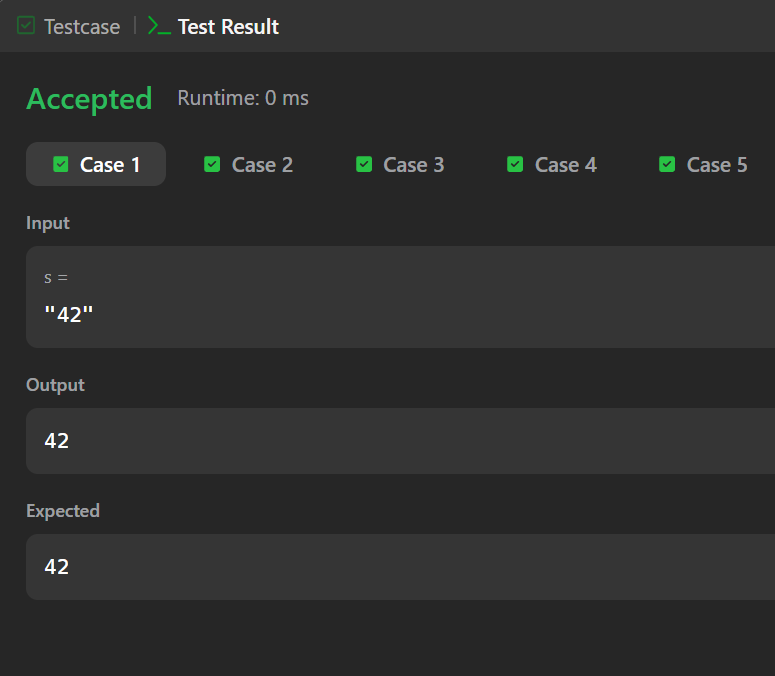 Testcase Test Result
Accepted Runtime: 0 ms
Case 1 Case 2 Case 3 Case 4 Case 5
Input
s =
"42"
Output
42
Expected
42